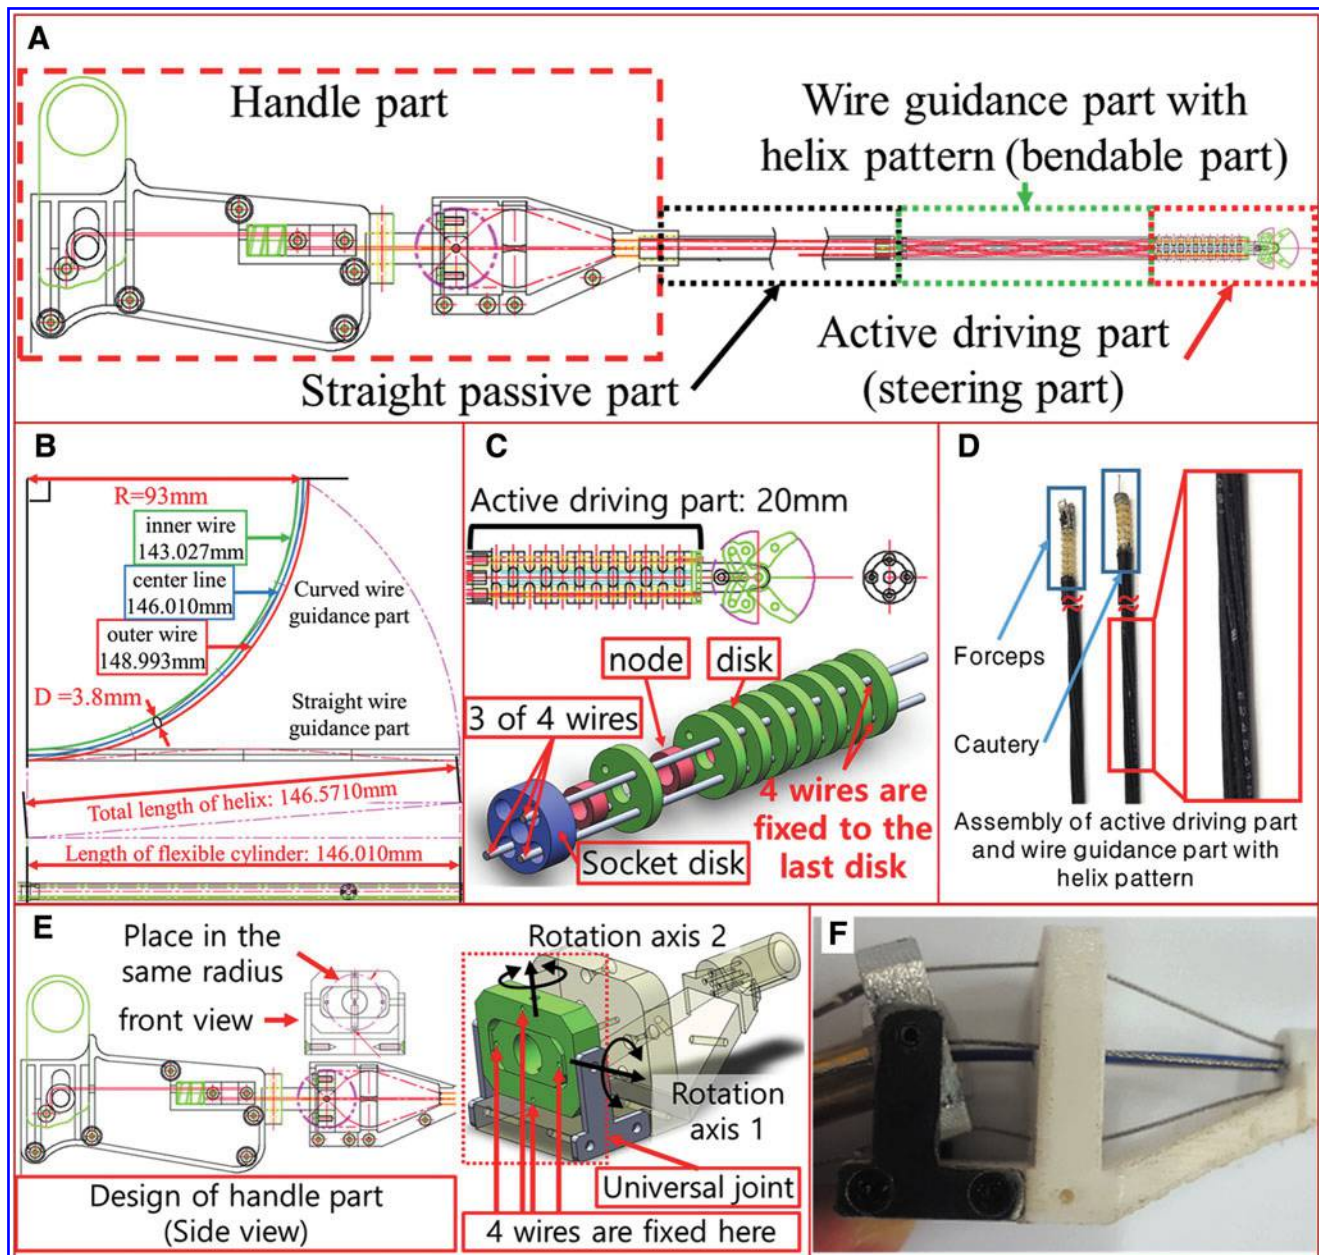 A
Handle part
Wire guidance part with
helix pattern (bendable part)
Straight passive part
Active driving part
(steering part)
B
R=93mm
inner wire
143.027mm
center line
146.010mm
outer wire
148.993mm
Curved wire
guidance part
D =3.8mm
Straight wire
guidance part
Total length of helix: 146.5710mm
Length of flexible cylinder: 146.010mm
C
Active driving part: 20mm
node
disk
3 of 4 wires
4 wires are
fixed to the
last disk
Socket disk
D
Forceps
Cautery
Assembly of active driving part
and wire guidance part with
helix pattern
E
Place in the
same radius
front view
Design of handle part
(Side view)
Rotation axis 2
Rotation
axis 1
Universal joint
4 wires are fixed here
F